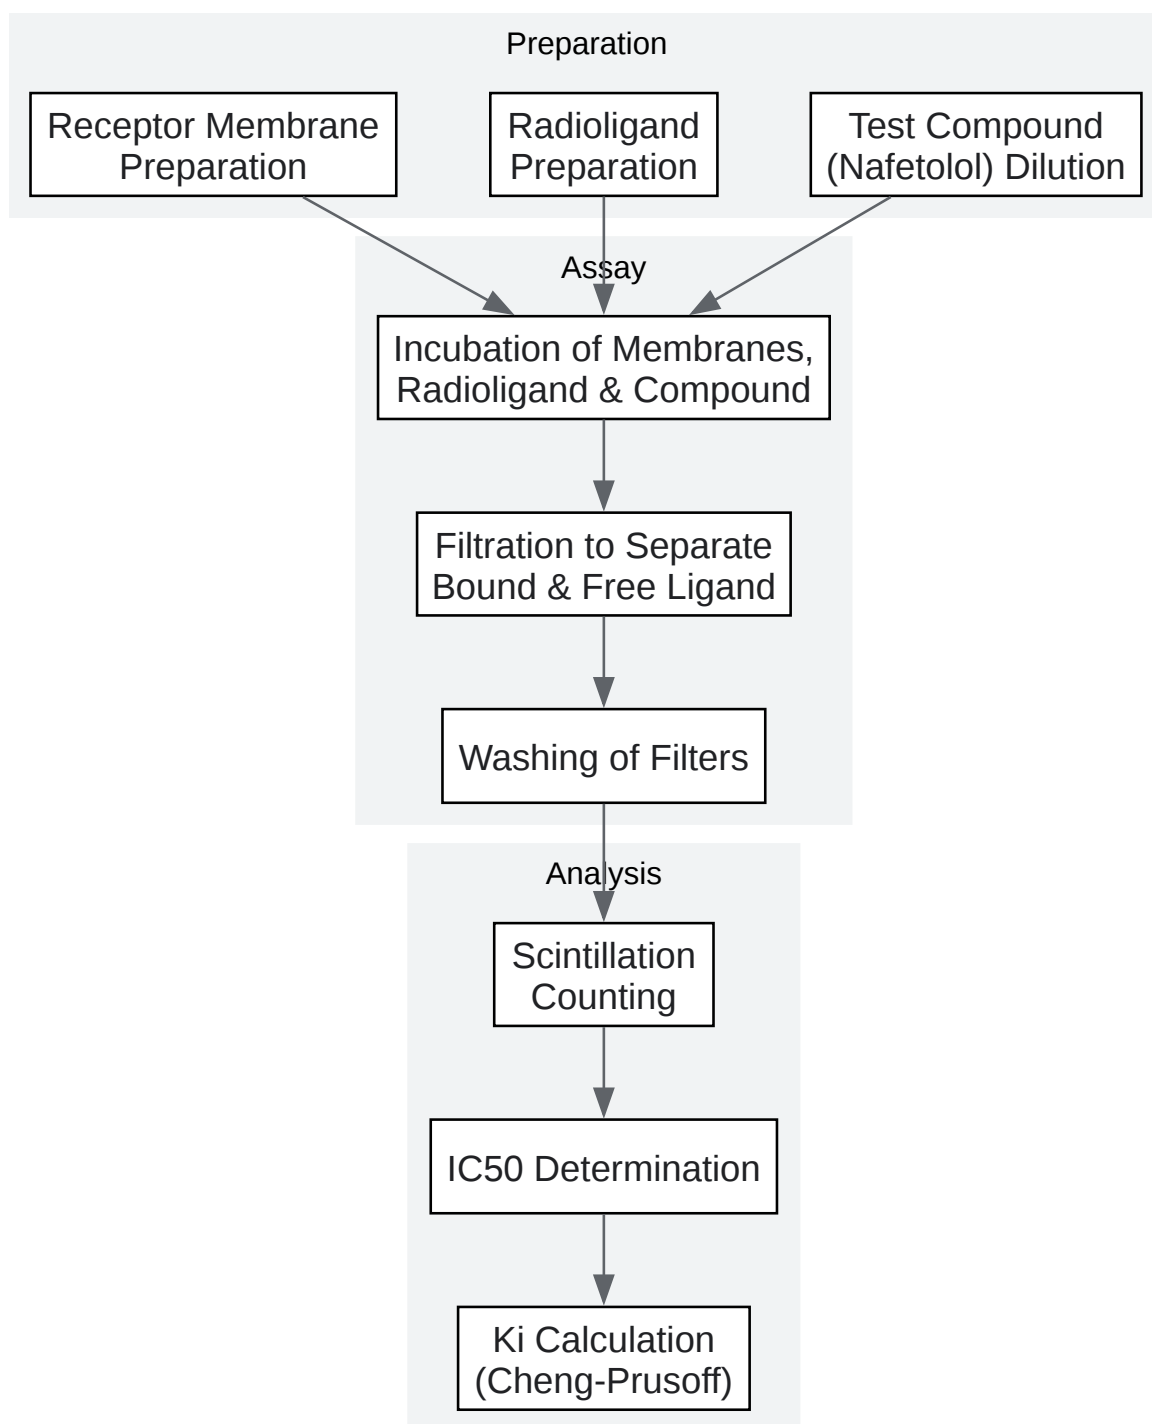 Preparation
Receptor Membrane
Preparation
Radioligand
Preparation
Test Compound
(Nafetolol) Dilution
Assay
Incubation of Membranes,
Radioligand & Compound
Filtration to Separate
Bound & Free Ligand
Washing of Filters
Analysis
Scintillation
Counting
IC50 Determination
Ki Calculation
(Cheng-Prusoff)